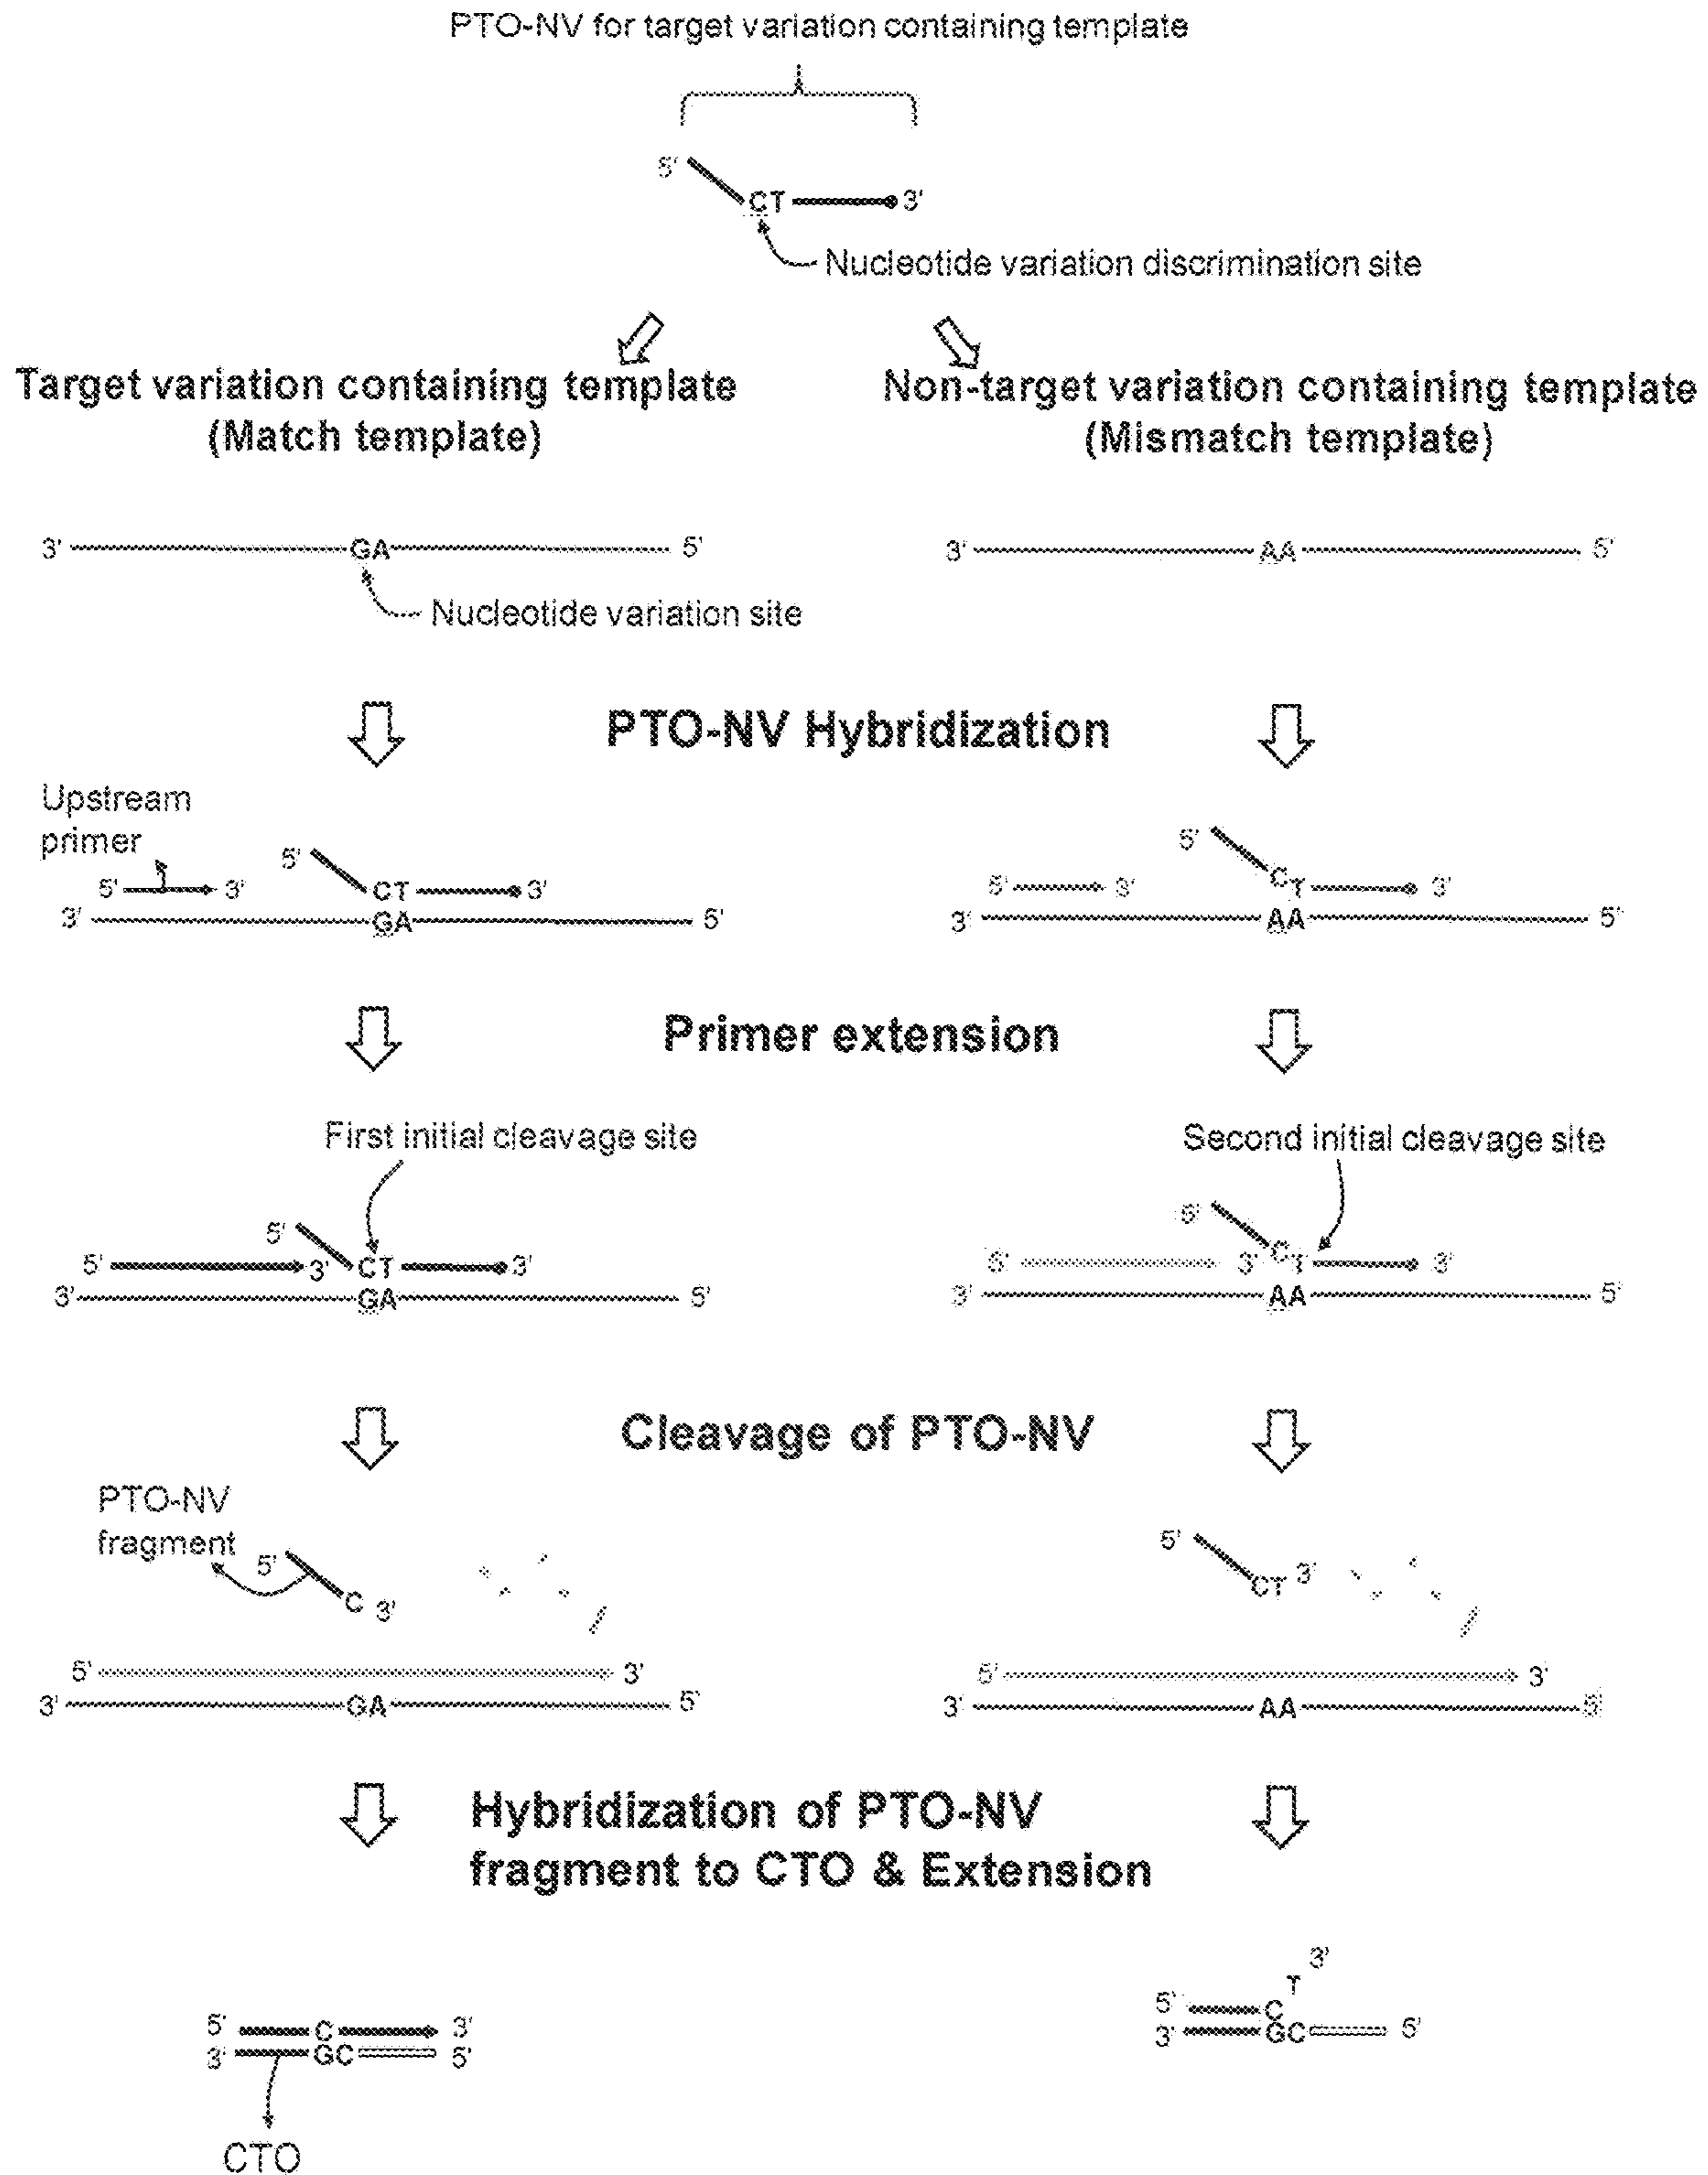 PTO-NV for target variation containing template
5'
CT
3'
Nucleotide variation discrimination site
Target variation containing template
(Match template)
Non-target variation containing template
(Mismatch template)
3' GA 5'
3' AA 5'
Nucleotide variation site
PTO-NV Hybridization
Upstream
primer
5' 3' 5' CT 3'
3' GA 5'
5' 3' 5' C T 3'
3' AA 5'
Primer extension
First initial cleavage site
Second initial cleavage site
5' 3' 5' CT 3'
3' GA 5'
5' 3' 5' C T 3'
3' AA 5'
Cleavage of PTO-NV
PTO-NV
fragment
5' C 3'
5' CT 3'
5' 3'
3' GA 5'
5' 3'
3' AA 5'
Hybridization of PTO-NV
fragment to CTO & Extension
5' C 3'
3' GC 5'
CTO
3'
T
5' C
3' GC 5'